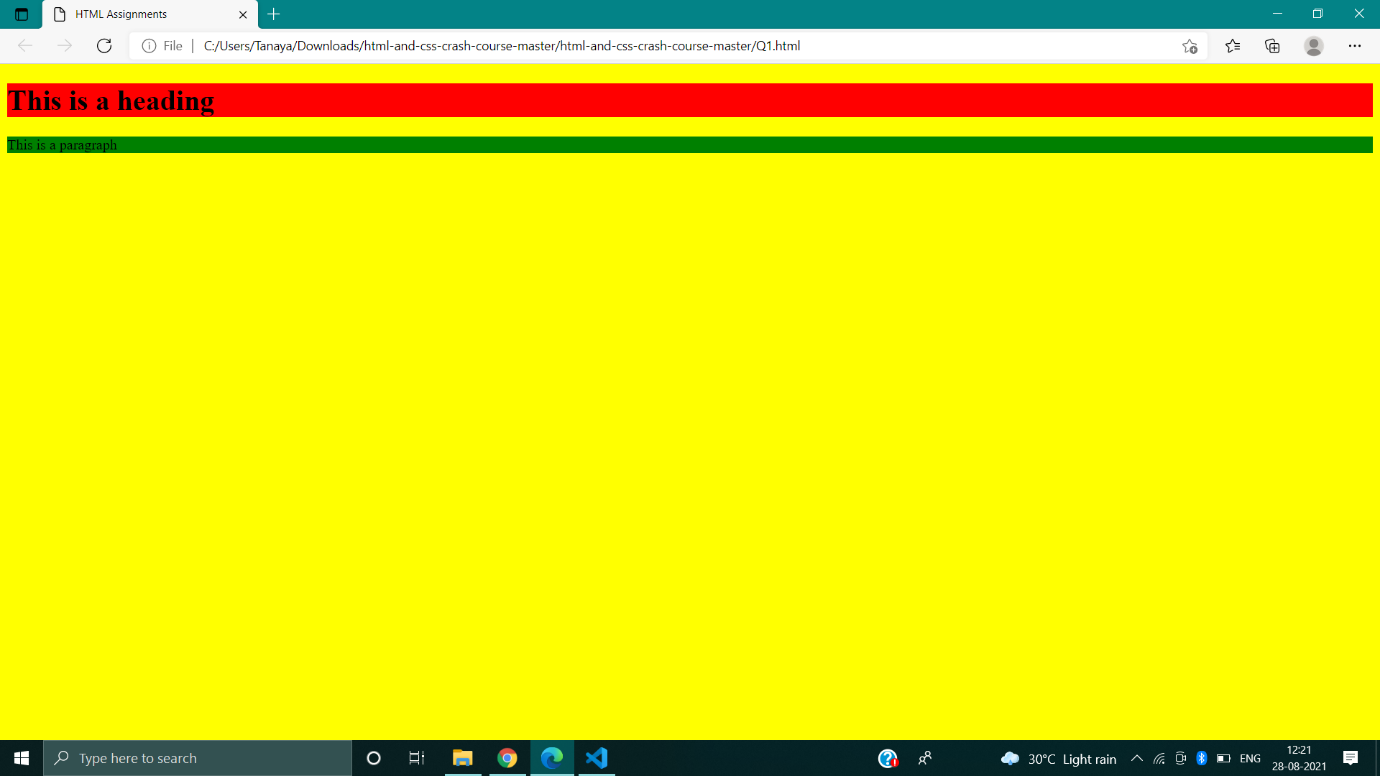 HTML Assignments
File | C:/Users/Tanaya/Downloads/html-and-css-crash-course-master/html-and-css-crash-course-master/Q1.html
This is a heading
This is a paragraph
Type here to search
30°C Light rain
ENG
12:21
28-08-2021